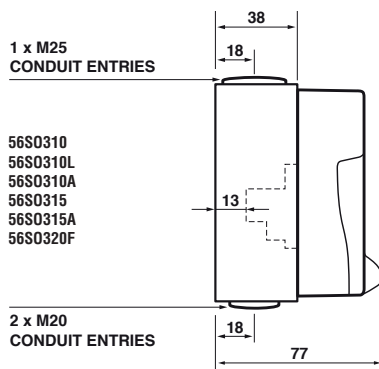 38
18
1 x M25
CONDUIT ENTRIES
56SO310
56SO310L
56SO310A
56SO315
56SO315A
56SO320F
13
2 x M20
CONDUIT ENTRIES
18
77